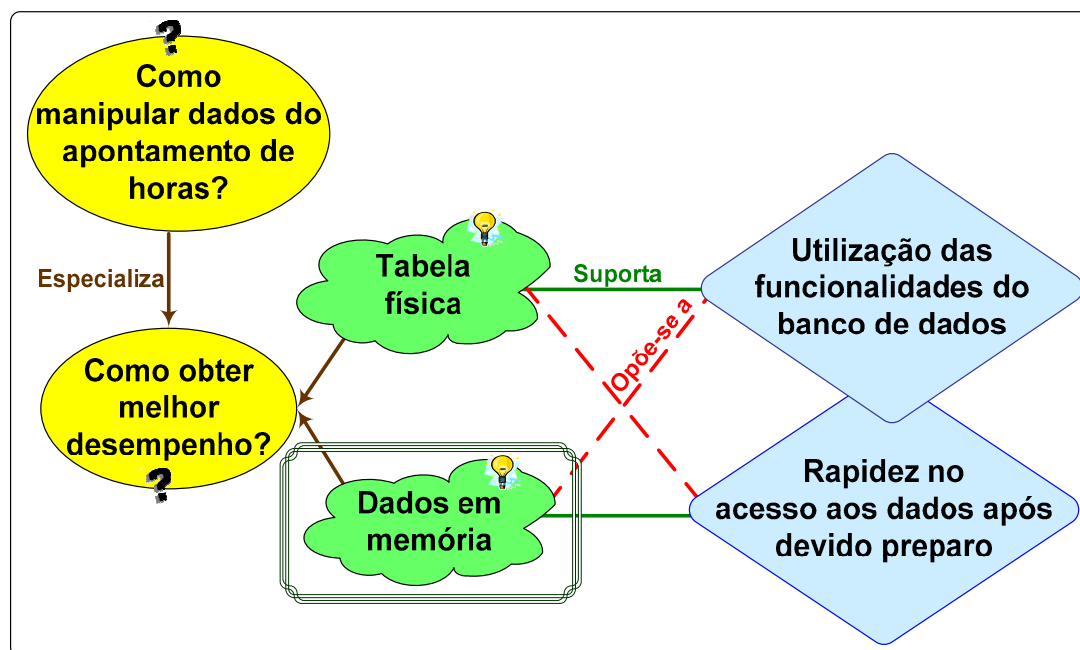 ?
Como
manipular dados do
apontamento de
horas?
Especializa
Como obter
melhor
desempenho?
?
Tabela
física
Suporta
Opõe-se a
Dados em
memória
Utilização das
funcionalidades do
banco de dados
Rapidez no
acesso aos dados após
devido preparo